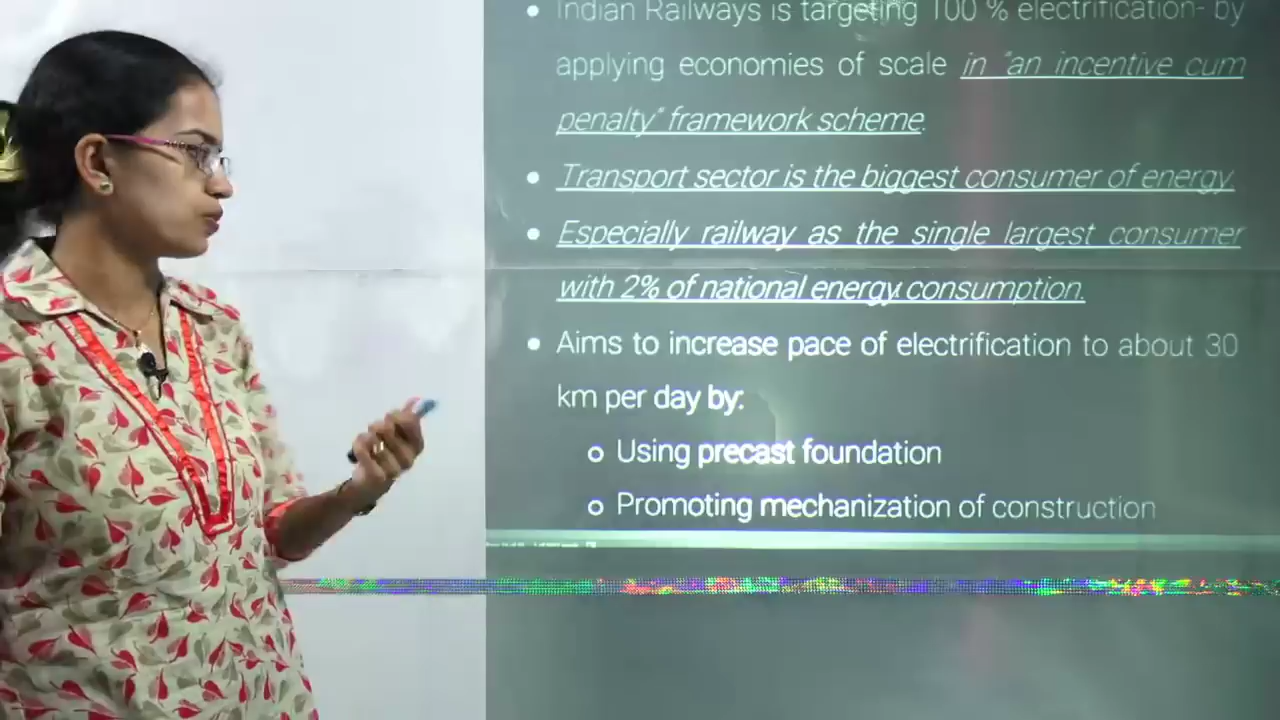 • Indian Railways is targeting 100 % electrification- by
applying economies of scale in "an incentive cum
penalty" framework scheme.
• Transport sector is the biggest consumer of energy.
• Especially railway as the single largest consumer
with 2% of national energy consumption.
• Aims to increase pace of electrification to about 30
km per day by:
o Using precast foundation
o Promoting mechanization of construction